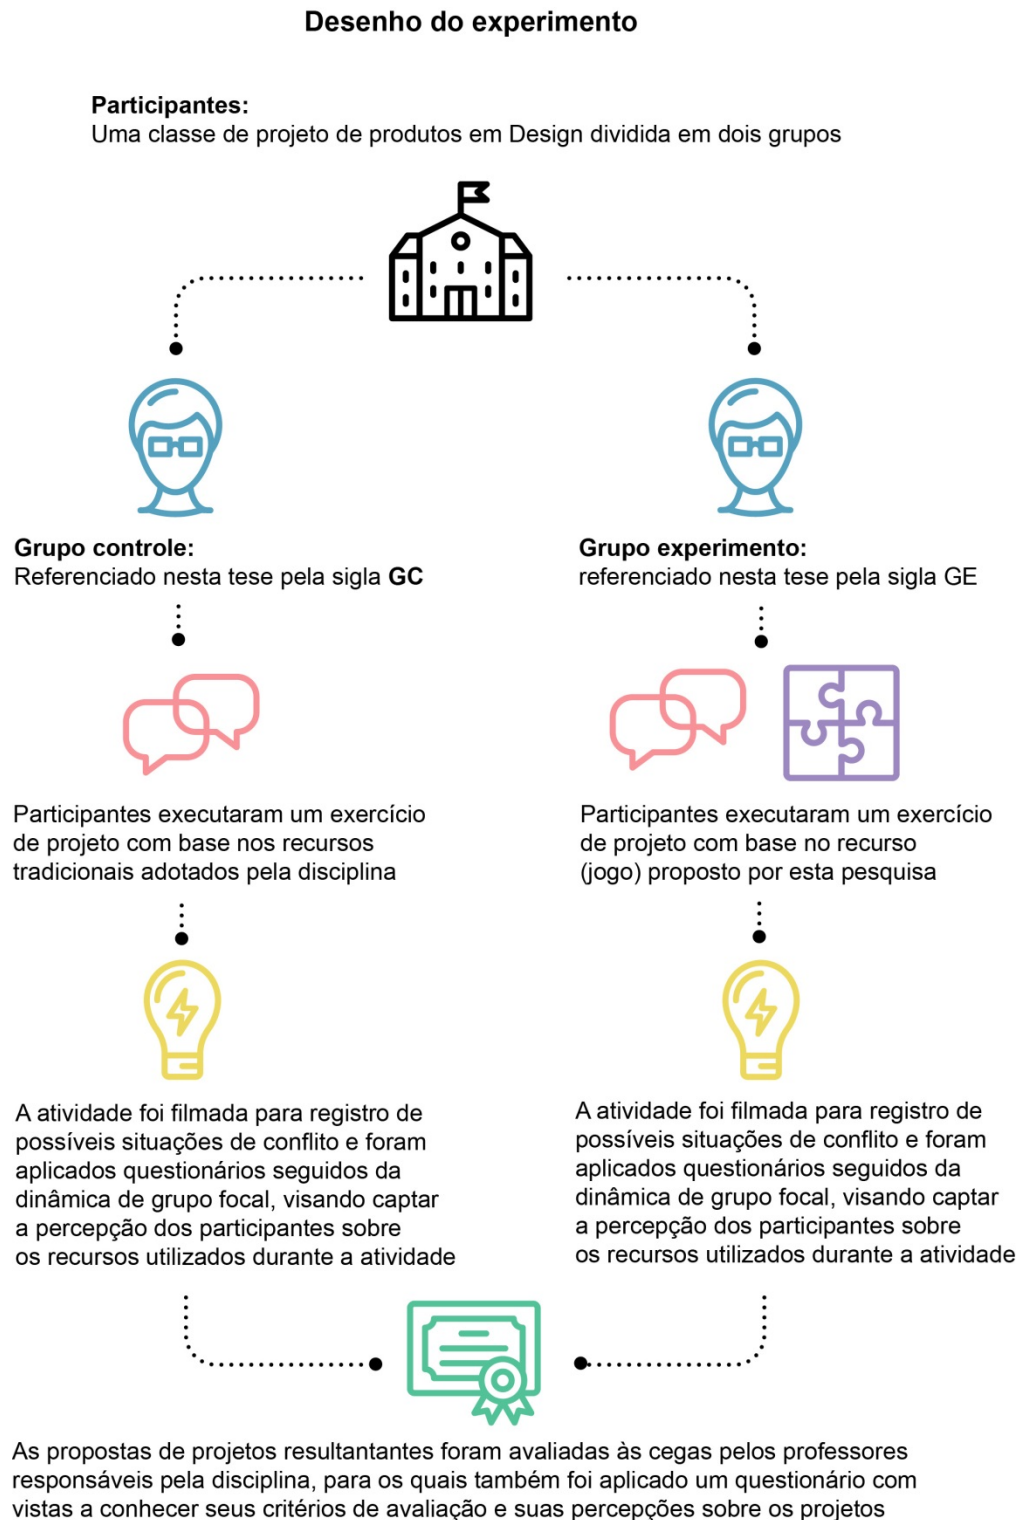 Desenho do experimento
Participantes:
Uma classe de projeto de produtos em Design dividida em dois grupos
Grupo controle:
Referenciado nesta tese pela sigla GC
Grupo experimento:
referenciado nesta tese pela sigla GE
Participantes executaram um exercício
de projeto com base nos recursos
tradicionais adotados pela disciplina
Participantes executaram um exercício
de projeto com base no recurso
(jogo) proposto por esta pesquisa
A atividade foi filmada para registro de
possíveis situações de conflito e foram
aplicados questionários seguidos da
dinâmica de grupo focal, visando captar
a percepção dos participantes sobre
os recursos utilizados durante a atividade
A atividade foi filmada para registro de
possíveis situações de conflito e foram
aplicados questionários seguidos da
dinâmica de grupo focal, visando captar
a percepção dos participantes sobre
os recursos utilizados durante a atividade
As propostas de projetos resultantantes foram avaliadas às cegas pelos professores
responsáveis pela disciplina, para os quais também foi aplicado um questionário com
vistas a conhecer seus critérios de avaliação e suas percepções sobre os projetos